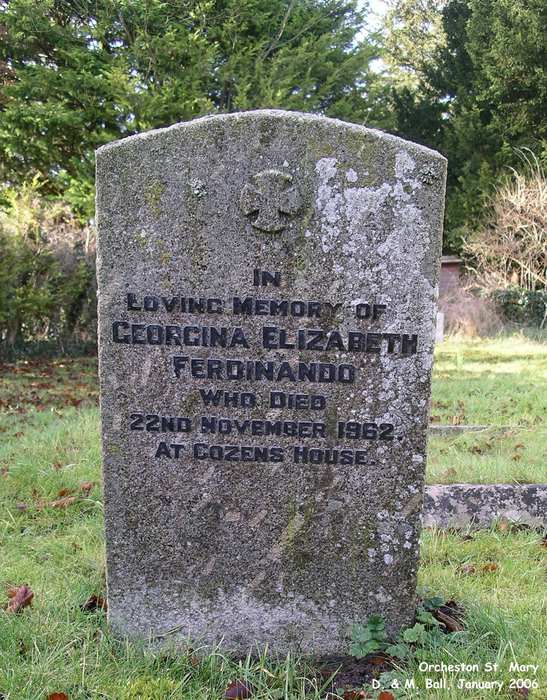 In
Loving Memory of
Georgina Elizabeth
Ferdinando
Who Died
22nd November 1962.
At Cozens House.
Orcheston St. Mary
D. & M. Ball, January 2006